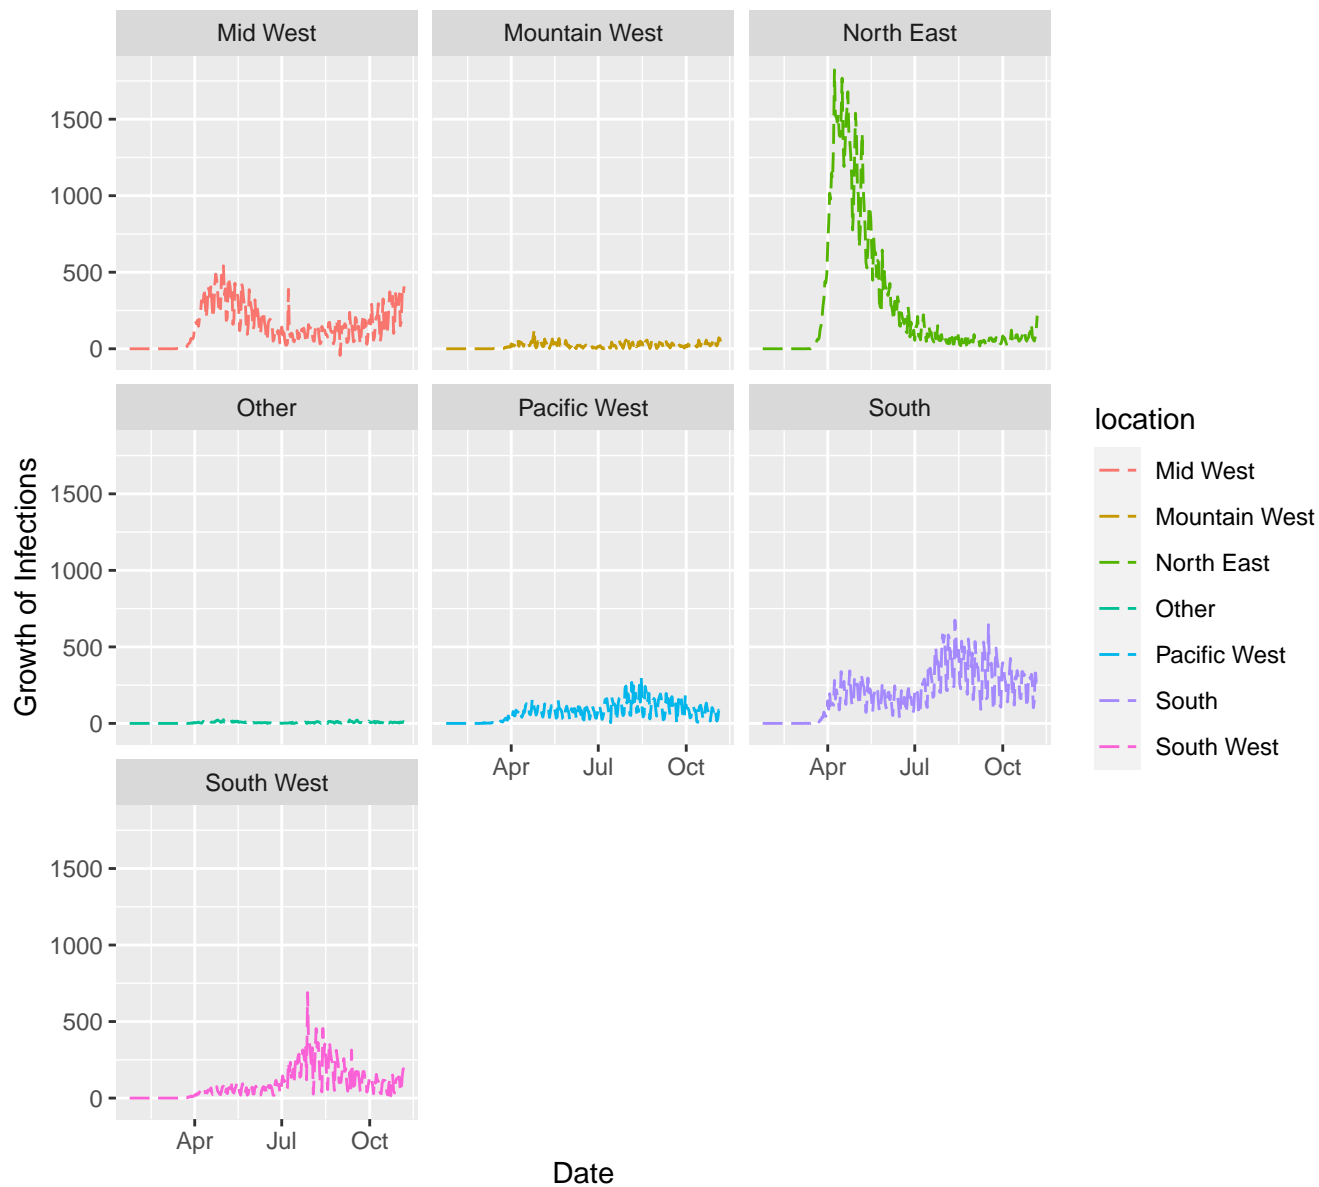 Mid West
Mountain West
North East
1500
1000
500
0
Other
Pacific West
South
1500
1000
500
0
Apr Jul Oct
Apr Jul Oct
South West
1500
1000
500
0
Apr Jul Oct
Growth of Infections
Date
location
Mid West
Mountain West
North East
Other
Pacific West
South
South West